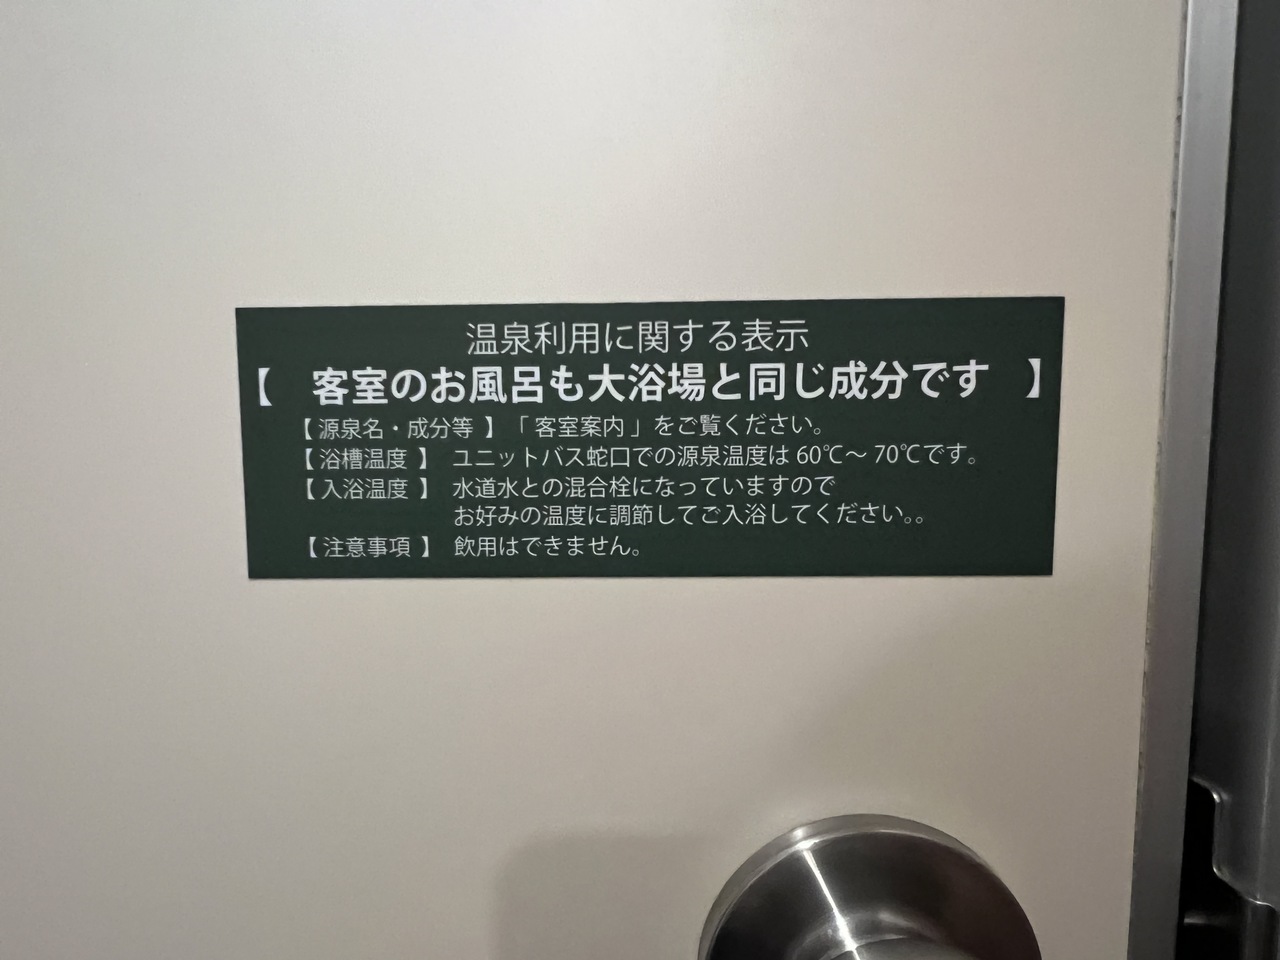 温泉利用に関する表示
【 客室のお風呂も大浴場と同じ成分です 】
【 源泉名・成分等 】「 客室案内 」をご覧ください。
【 浴槽温度 】 ユニットバス蛇口での源泉温度は 60℃～ 70℃です。
【 入浴温度 】 水道水との混合栓になっていますので
お好みの温度に調節してご入浴してください。。
【 注意事項 】 飲用はできません。